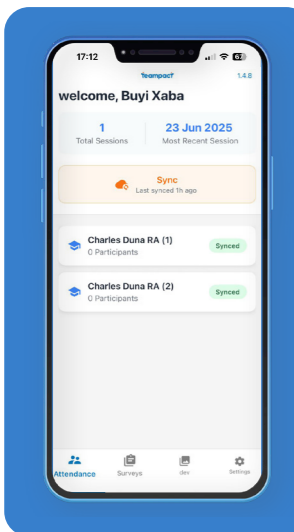 17:12
Teampact
1.4.8
welcome, Buyi Xaba
1
Total Sessions
23 Jun 2025
Most Recent Session
Sync
Last synced 1h ago
Charles Duna RA (1)
0 Participants
Synced
Charles Duna RA (2)
0 Participants
Synced
Attendance
Surveys
dev
Settings